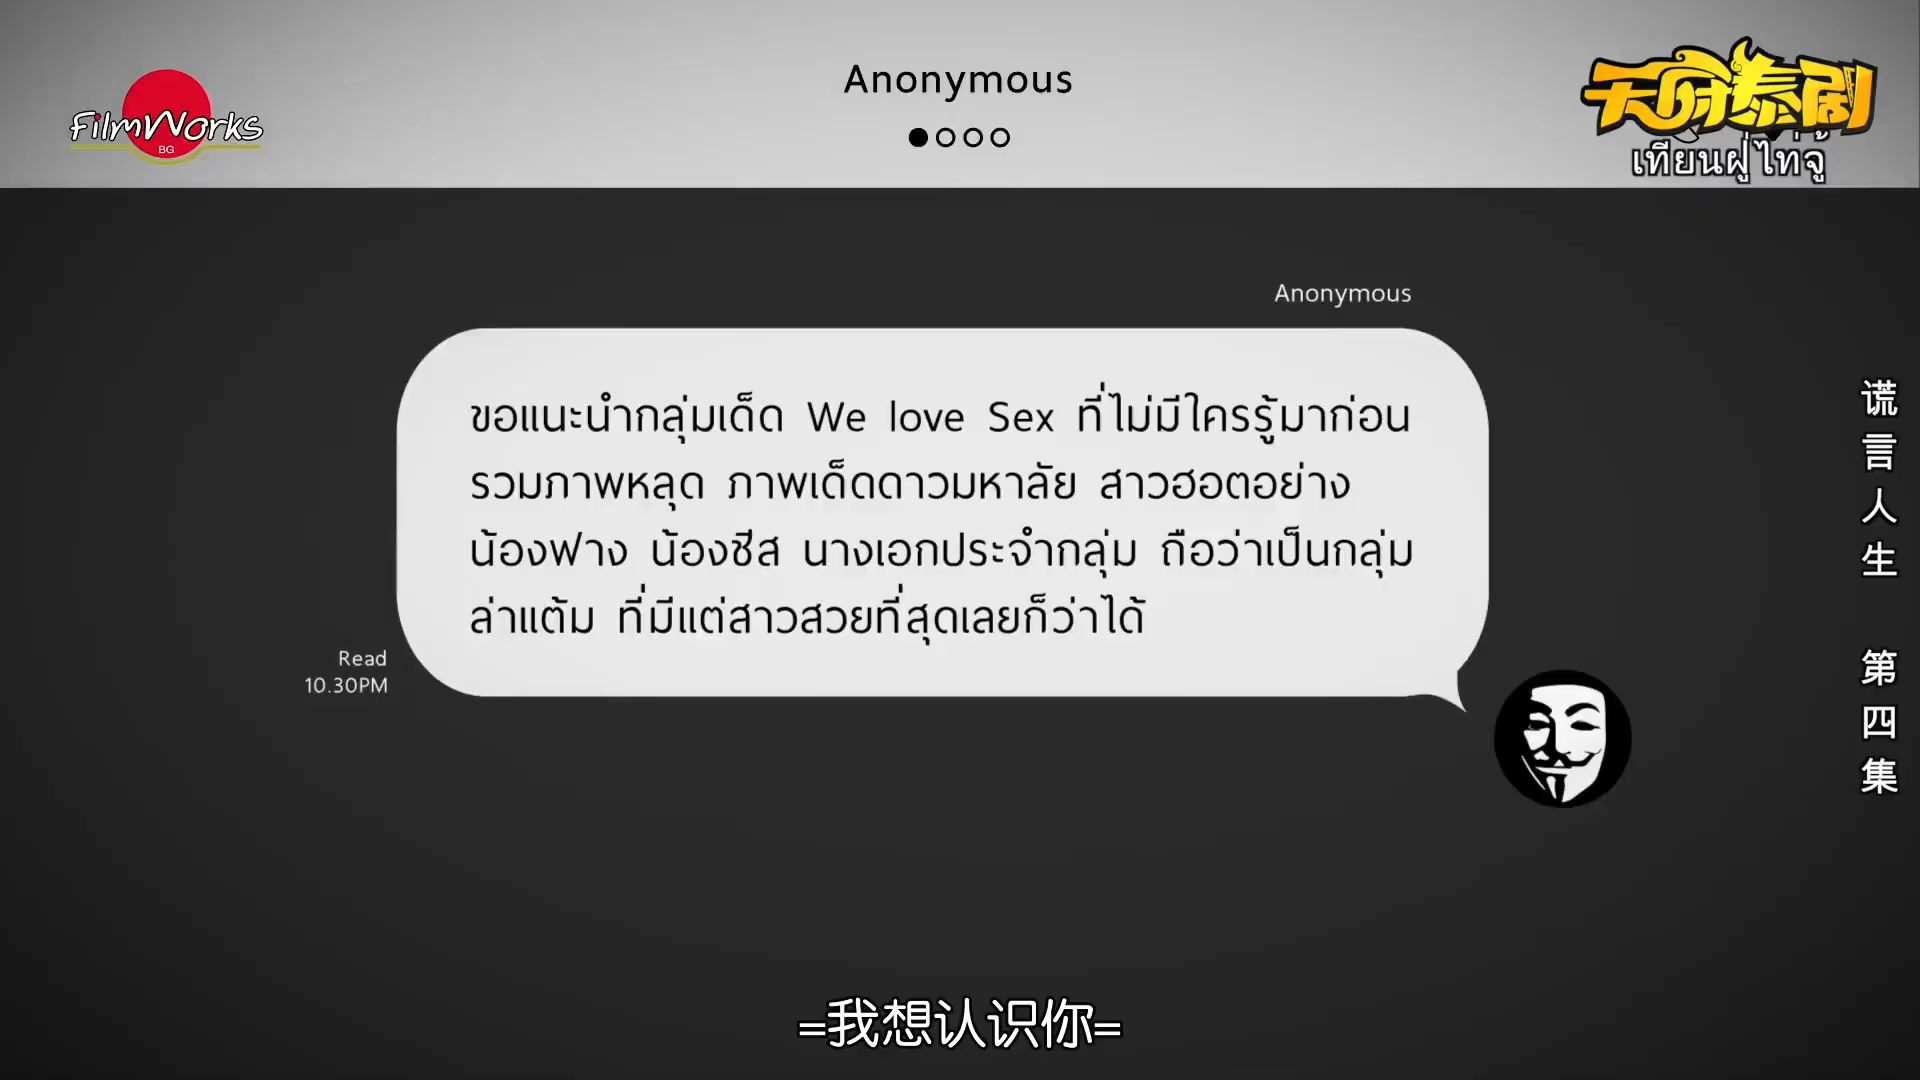 Anonymous
FilmWorks
BG
天府泰剧
เทียนฝู่ไท่จู้
Anonymous
ขอแนะนำกลุ่มเด็ด We love Sex ที่ไม่มีใครรู้มาก่อน
รวมภาพหลุด ภาพเด็ดดาวมหาลัย สาวฮอตอย่าง
น้องฟาง น้องชีส นางเอกประจำกลุ่ม ถือว่าเป็นกลุ่ม
ล่าแต้ม ที่มีแต่สาวสวยที่สุดเลยก็ว่าได้
Read
10.30PM
谎言人生 第四集
=我想认识你=